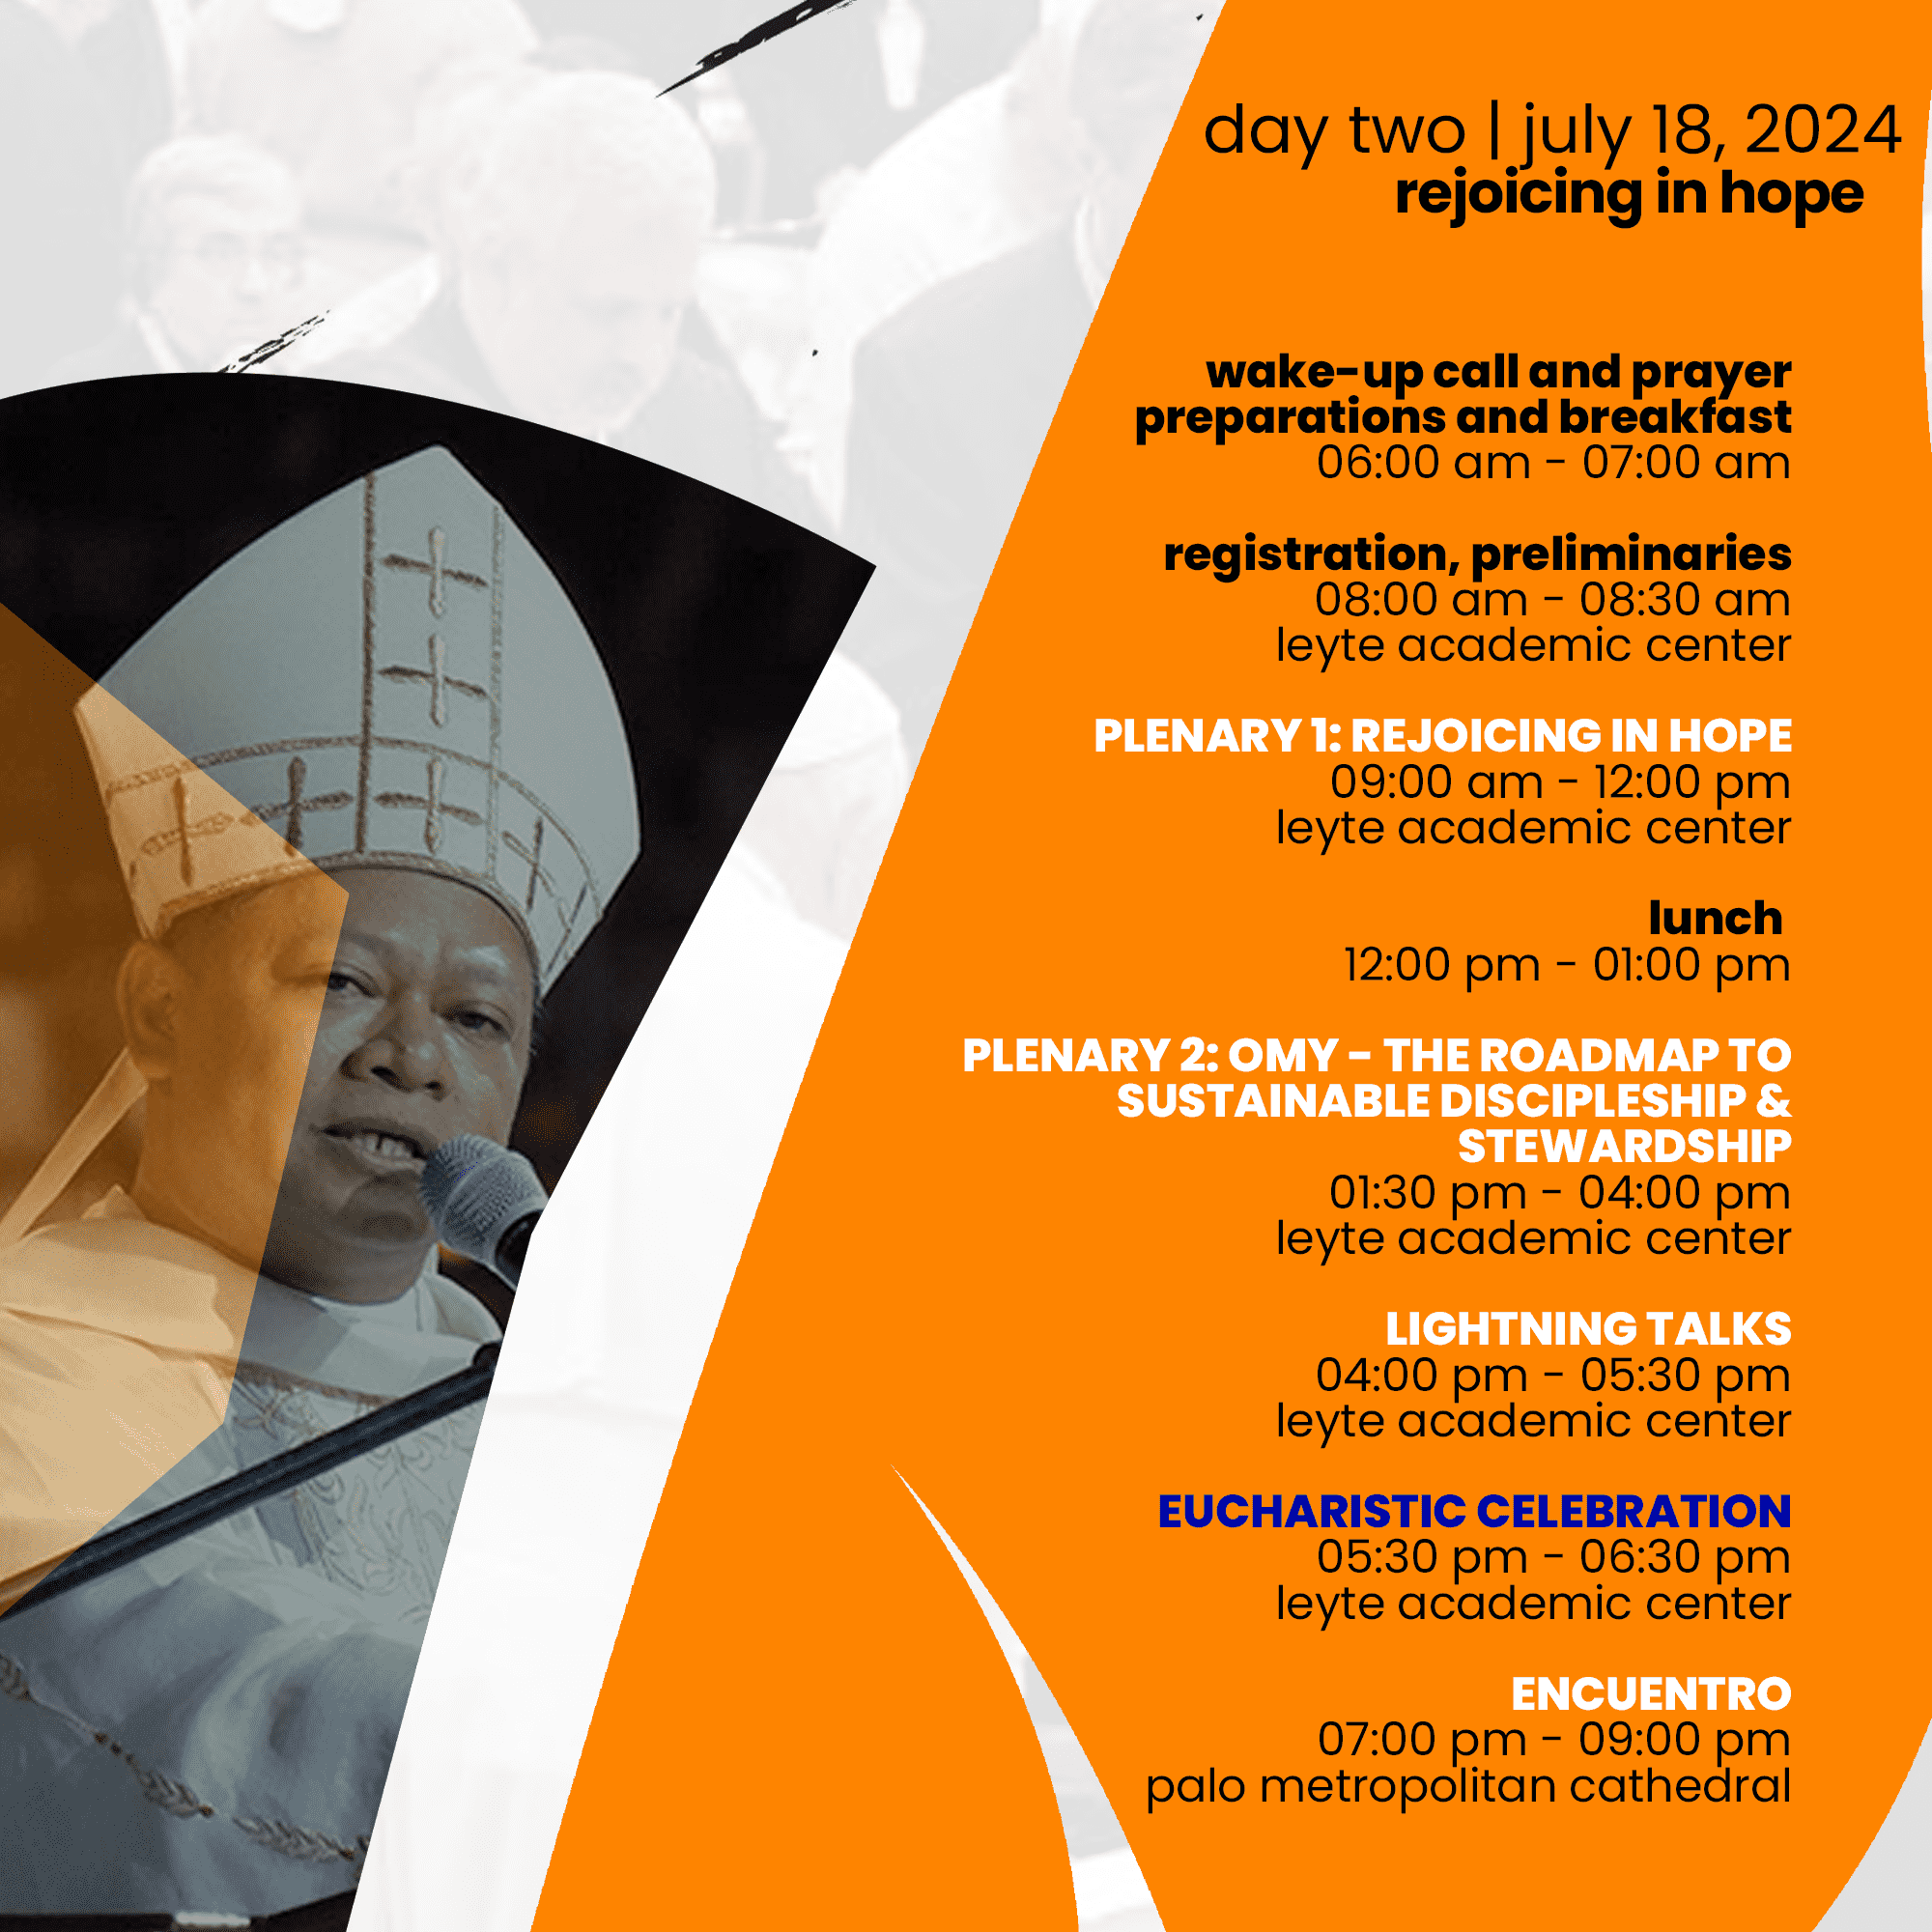 day two | july 18, 2024
rejoicing in hope
wake-up call and prayer
preparations and breakfast
06:00 am - 07:00 am
registration, preliminaries
08:00 am - 08:30 am
leyte academic center
PLENARY 1: REJOICING IN HOPE
09:00 am - 12:00 pm
leyte academic center
lunch
12:00 pm - 01:00 pm
PLENARY 2: OMY - THE ROADMAP TO
SUSTAINABLE DISCIPLESHIP &
STEWARDSHIP
01:30 pm - 04:00 pm
leyte academic center
LIGHTNING TALKS
04:00 pm - 05:30 pm
leyte academic center
EUCHARISTIC CELEBRATION
05:30 pm - 06:30 pm
leyte academic center
ENCUENTRO
07:00 pm - 09:00 pm
palo metropolitan cathedral